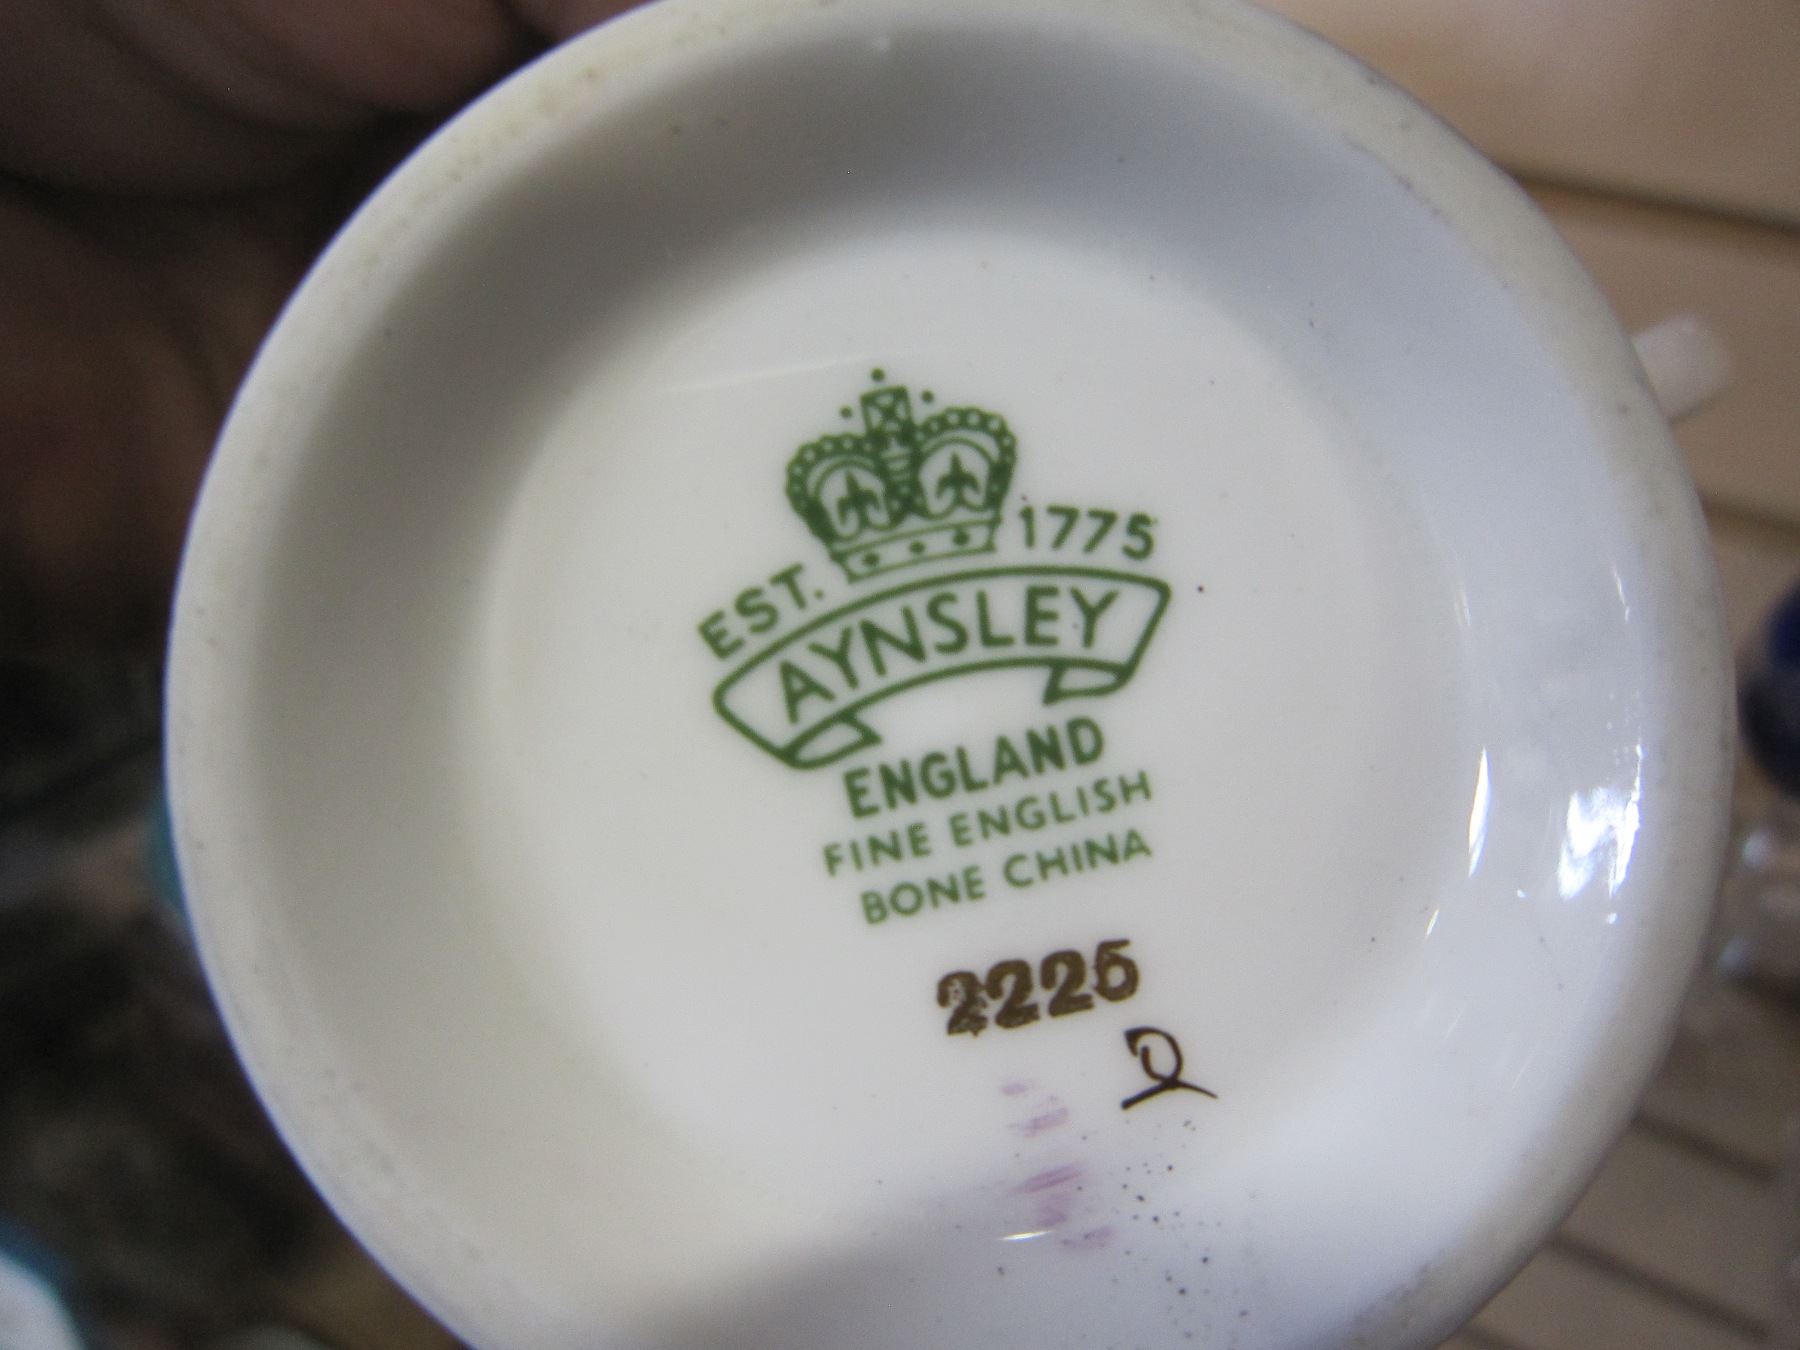 EST. 1775
AYNSLEY
ENGLAND
FINE ENGLISH
BONE CHINA
2225